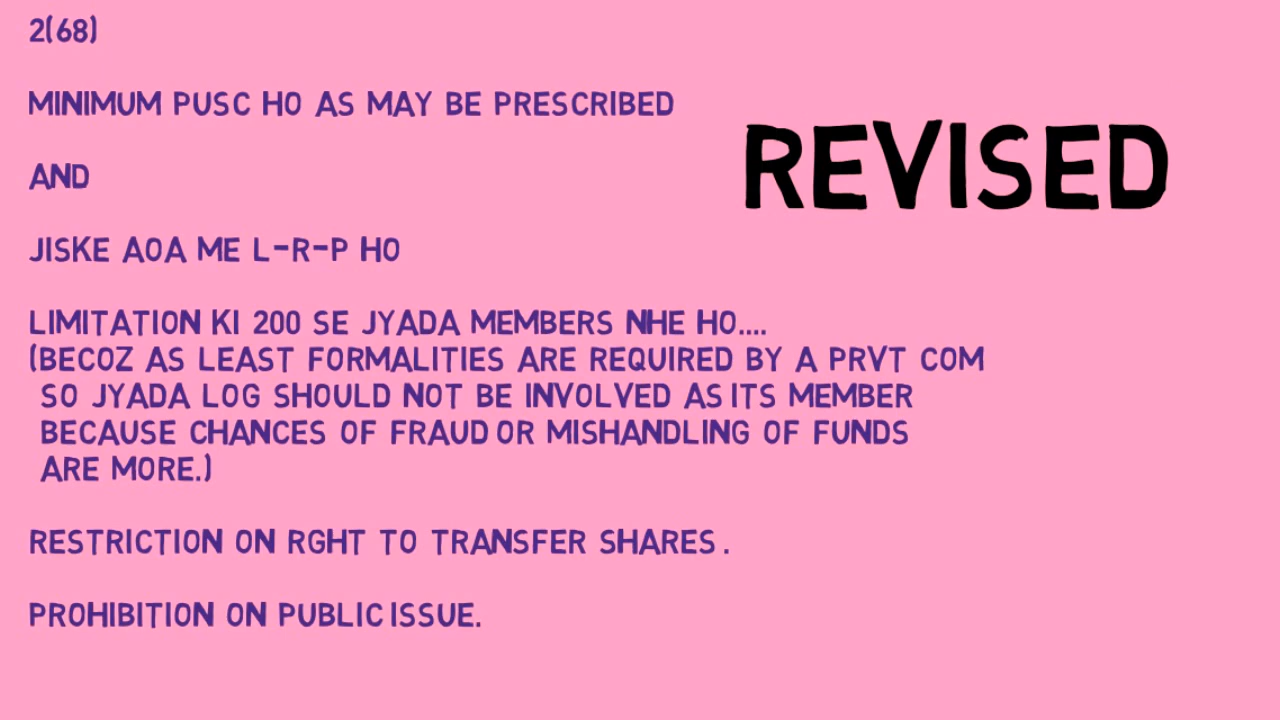 2(68)
MINIMUM PUSC HO AS MAY BE PRESCRIBED
REVISED
AND
JISKE AOA ME L-R-P HO
LIMITATION KI 200 SE JYADA MEMBERS NHE HO....
(BECOZ AS LEAST FORMALITIES ARE REQUIRED BY A PRVT COM
SO JYADA LOG SHOULD NOT BE INVOLVED AS ITS MEMBER
BECAUSE CHANCES OF FRAUD OR MISHANDLING OF FUNDS
ARE MORE.)
RESTRICTION ON RGHT TO TRANSFER SHARES .
PROHIBITION ON PUBLIC ISSUE.